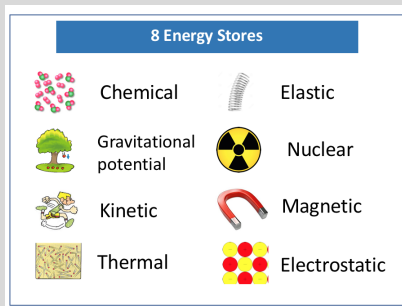 8 Energy Stores
Chemical
Elastic
Gravitational
potential
Nuclear
Kinetic
Magnetic
Thermal
Electrostatic